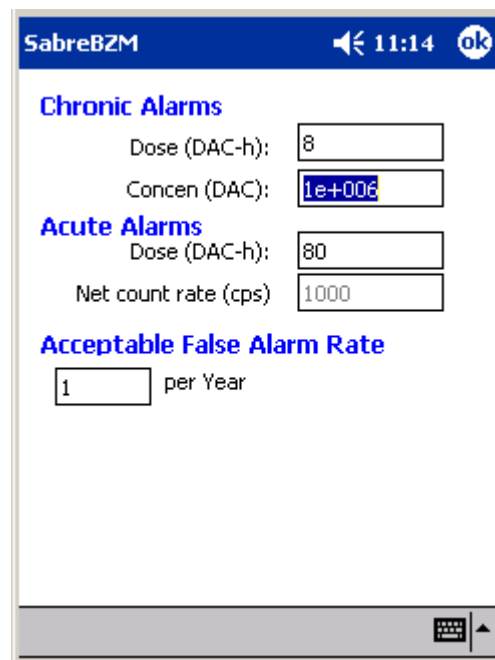 SabreBZM 11:14 ok
Chronic Alarms
Dose (DAC-h): 8
Concen (DAC): 1e+006
Acute Alarms
Dose (DAC-h): 80
Net count rate (cps) 1000
Acceptable False Alarm Rate
1 per Year